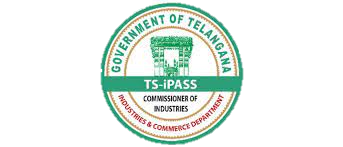 GOVERNMENT OF TELANGANA
TS-iPASS
COMMISSIONER OF
INDUSTRIES
INDUSTRIES & COMMERCE DEPARTMENT